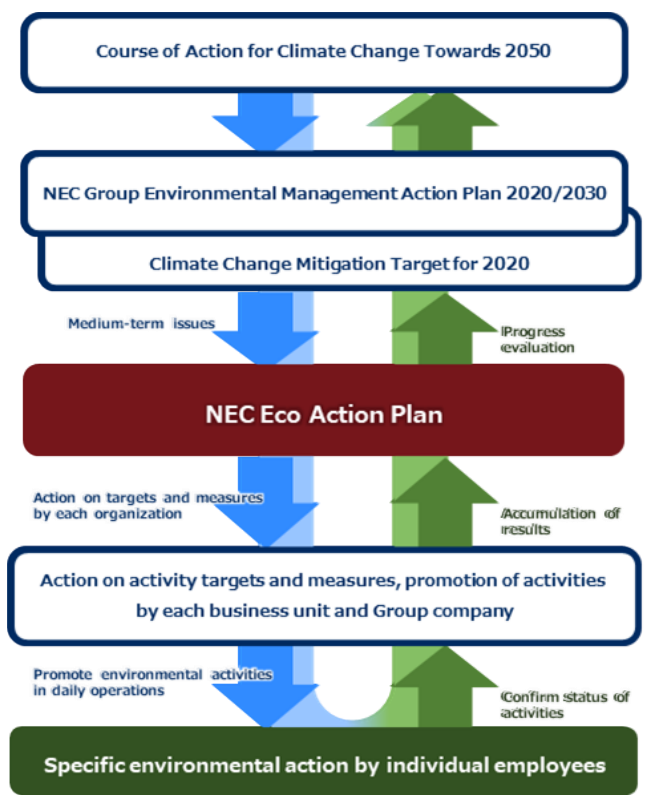 Course of Action for Climate Change Towards 2050
NEC Group Environmental Management Action Plan 2020/2030
Climate Change Mitigation Target for 2020
Medium-term issues
Progress
evaluation
NEC Eco Action Plan
Action on targets and measures
by each organization
Accumulation of
results
Action on activity targets and measures, promotion of activities
by each business unit and Group company
Promote environmental activities
in daily operations
Confirm status of
activities
Specific environmental action by individual employees